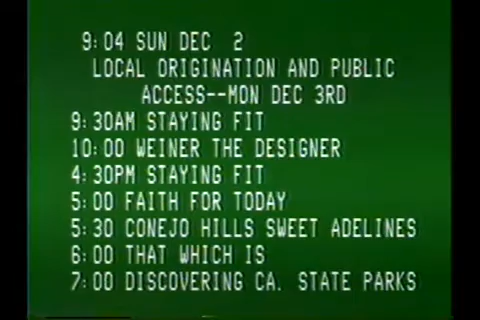 9:04 SUN DEC 2
LOCAL ORIGINATION AND PUBLIC
ACCESS--MON DEC 3RD
9:30AM STAYING FIT
10:00 WEINER THE DESIGNER
4:30PM STAYING FIT
5:00 FAITH FOR TODAY
5:30 CONEJO HILLS SWEET ADELINES
6:00 THAT WHICH IS
7:00 DISCOVERING CA. STATE PARKS